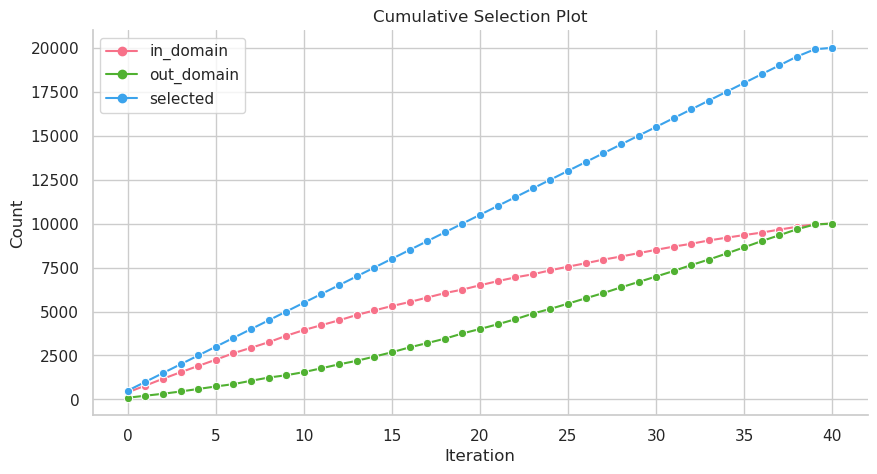 Cumulative Selection Plot
in_domain
out_domain
selected
20000
17500
15000
12500
10000
7500
5000
2500
0
Count
0 5 10 15 20 25 30 35 40
Iteration